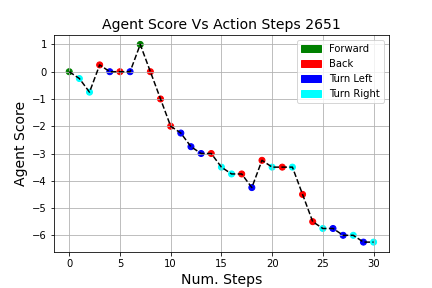 Agent Score Vs Action Steps 2651
Forward
Back
Turn Left
Turn Right
1
0
−1
−2
−3
−4
−5
−6
Agent Score
0 5 10 15 20 25 30
Num. Steps